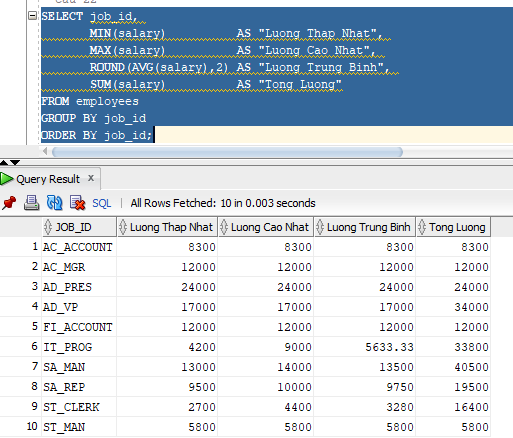 SELECT job_id,
MIN(salary) AS "Luong Thap Nhat",
MAX(salary) AS "Luong Cao Nhat",
ROUND(AVG(salary),2) AS "Luong Trung Binh",
SUM(salary) AS "Tong Luong"
FROM employees
GROUP BY job_id
ORDER BY job_id;
Query Result x
SQL | All Rows Fetched: 10 in 0.003 seconds
JOB_ID Luong Thap Nhat Luong Cao Nhat Luong Trung Binh Tong Luong
1 AC_ACCOUNT 8300 8300 8300 8300
2 AC_MGR 12000 12000 12000 12000
3 AD_PRES 24000 24000 24000 24000
4 AD_VP 17000 17000 17000 34000
5 FI_ACCOUNT 12000 12000 12000 12000
6 IT_PROG 4200 9000 5633.33 33800
7 SA_MAN 13000 14000 13500 40500
8 SA_REP 9500 10000 9750 19500
9 ST_CLERK 2700 4400 3280 16400
10 ST_MAN 5800 5800 5800 5800